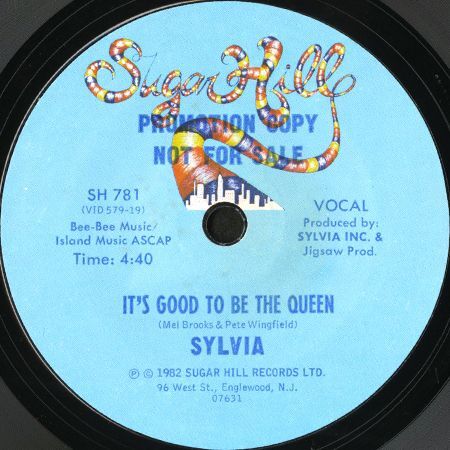 Sugar Hill
PROMOTION COPY
NOT FOR SALE
SH 781
(VID 579-19)
Bee-Bee Music/
Island Music ASCAP
Time: 4:40
VOCAL
Produced by:
SYLVIA INC. &
Jigsaw Prod.
IT'S GOOD TO BE THE QUEEN
(Mel Brooks & Pete Wingfield)
SYLVIA
℗ © 1982 SUGAR HILL RECORDS LTD.
96 West St., Englewood, N.J.
07631